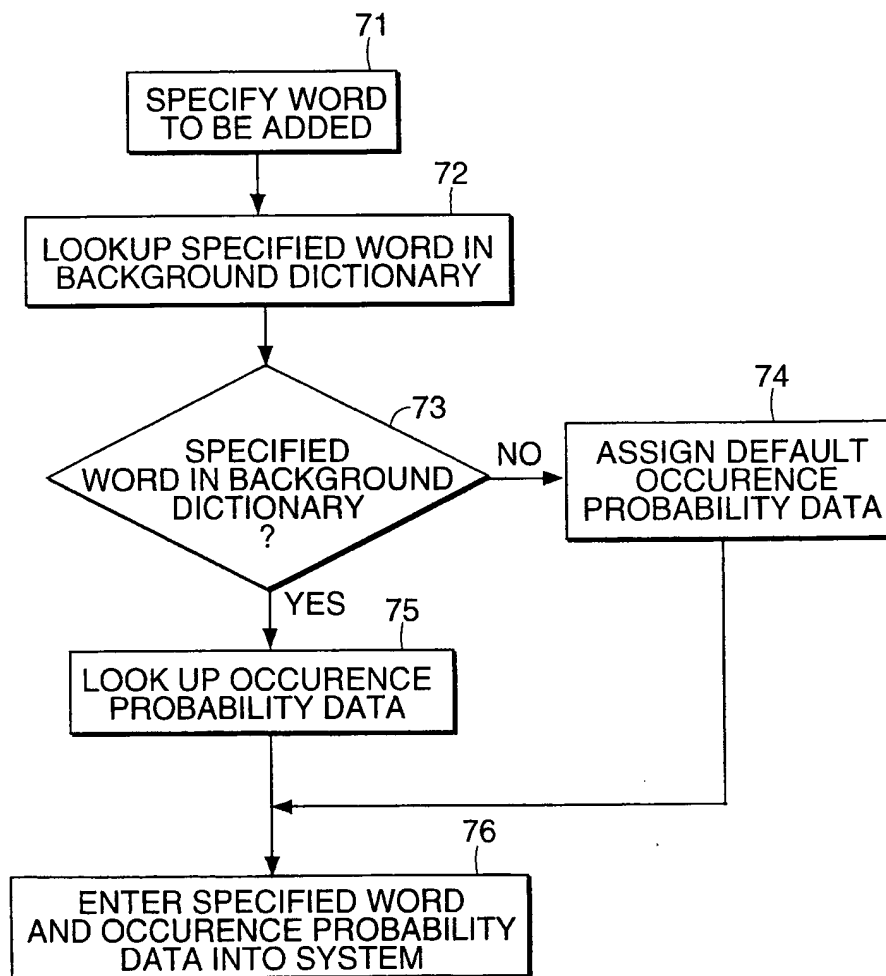 71
SPECIFY WORD
TO BE ADDED
72
LOOKUP SPECIFIED WORD IN
BACKGROUND DICTIONARY
73
SPECIFIED
WORD IN BACKGROUND
DICTIONARY
?
NO
74
ASSIGN DEFAULT
OCCURENCE
PROBABILITY DATA
YES
75
LOOK UP OCCURENCE
PROBABILITY DATA
76
ENTER SPECIFIED WORD
AND OCCURENCE PROBABILITY
DATA INTO SYSTEM